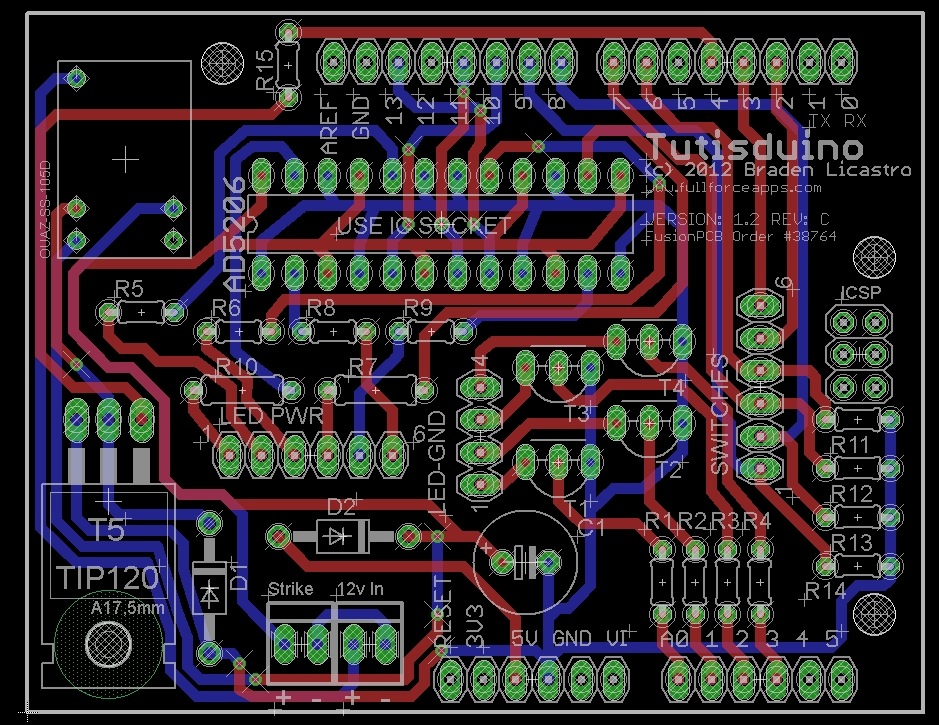 R15
AREF GND 13 12 11 10 9 8 7 6 5 4 3 2 1 0
TX RX
Tutisduino
(c) 2012 Braden Licastro
www.fullforceapps.com
VERSION: 1.2 REV: C
FusionPCB Order #38764
OUAZ-SS-105D
AD5206
USE IC SOCKET
6
ICSP
R5
R6
R8
R9
R10
R7
4
T3
T4
SWITCHES
LED PWR
1
6
LED-GND
R11
T2
1
R12
1
T1
C1
T5
D2
R1
R2
R3
R4
R13
TIP120
A17,5mm
D1
+
R14
Strike
12v In
RESET
3V3
5V
GND
VI
A0
1
2
3
4
5
+ - + -